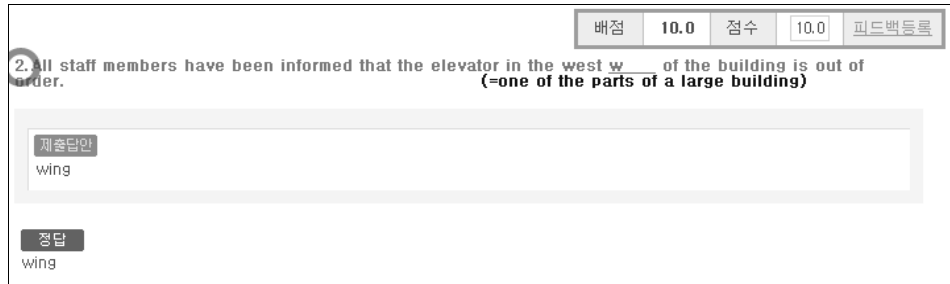 배점 10.0 점수 10.0 피드백등록
2.All staff members have been informed that the elevator in the west w___ of the building is out of
order. (=one of the parts of a large building)
제출답안
wing
정답
wing